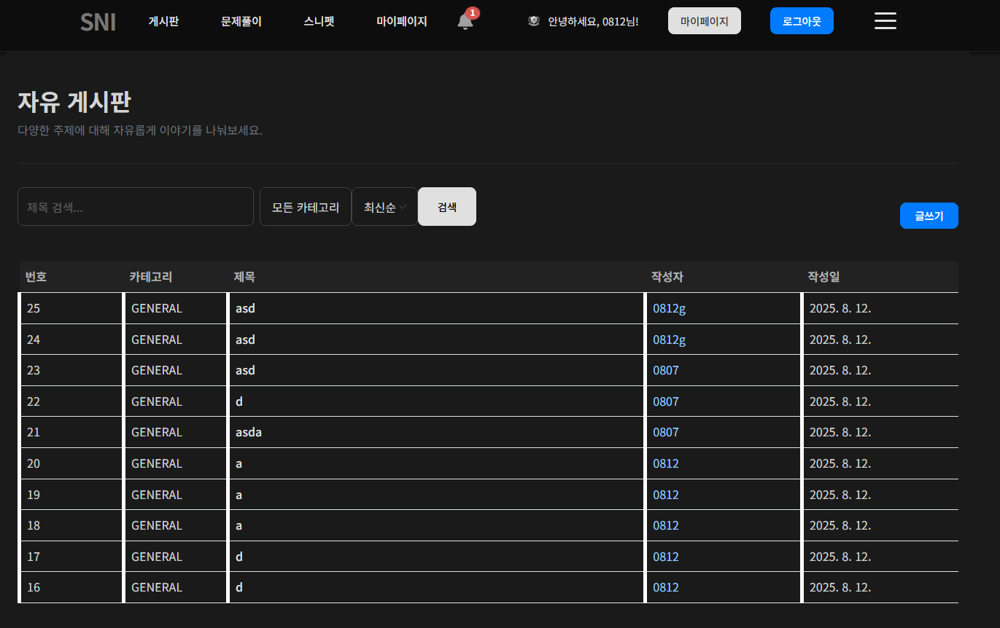 SNI 게시판 문제풀이 스니펫 마이페이지 1 안녕하세요, 0812님! 마이페이지 로그아웃
자유 게시판
다양한 주제에 대해 자유롭게 이야기를 나눠보세요.
제목 검색... 모든 카테고리 최신순 검색
글쓰기
번호 카테고리 제목 작성자 작성일
25 GENERAL asd 0812g 2025. 8. 12.
24 GENERAL asd 0812g 2025. 8. 12.
23 GENERAL asd 0807 2025. 8. 12.
22 GENERAL d 0807 2025. 8. 12.
21 GENERAL asda 0807 2025. 8. 12.
20 GENERAL a 0812 2025. 8. 12.
19 GENERAL a 0812 2025. 8. 12.
18 GENERAL a 0812 2025. 8. 12.
17 GENERAL d 0812 2025. 8. 12.
16 GENERAL d 0812 2025. 8. 12.